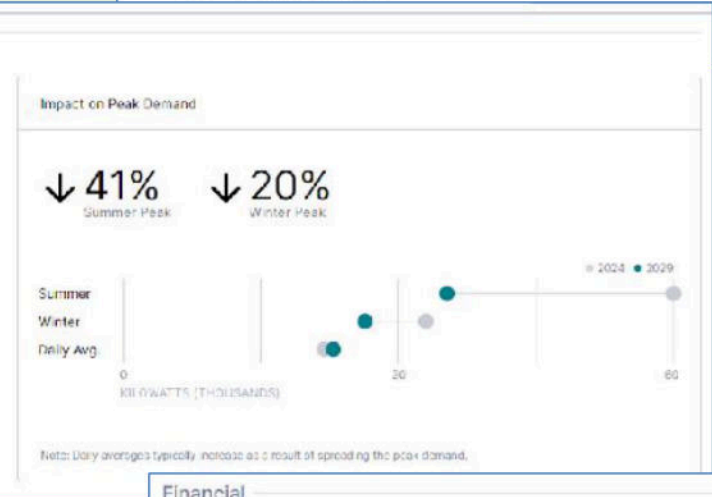 Impact on Peak Demand
↓ 41%
Summer Peak
↓ 20%
Winter Peak
2024 2029
Summer
Winter
Daily Avg.
0 20 60
KILOWATTS (THOUSANDS)
Note: Daily averages typically increase as a result of spreading the peak demand.
Financial